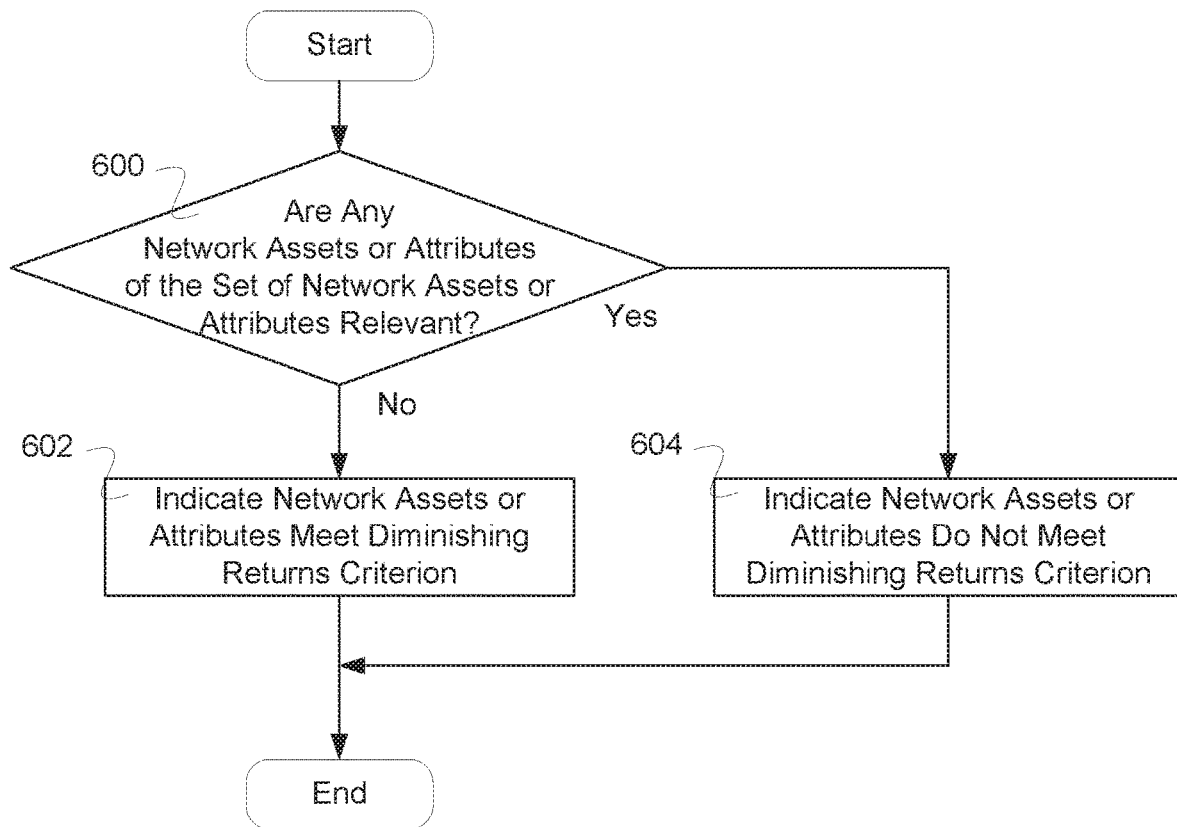 Start
600
Are Any
Network Assets or Attributes
of the Set of Network Assets or
Attributes Relevant?
Yes
No
602
Indicate Network Assets or
Attributes Meet Diminishing
Returns Criterion
604
Indicate Network Assets or
Attributes Do Not Meet
Diminishing Returns Criterion
End